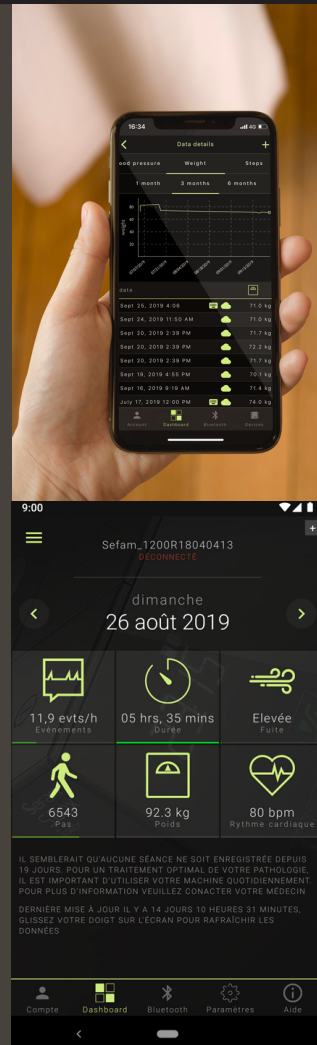 16:34
4G
Data details
+
ood pressure Weight Steps
1 month 3 months 6 months
80
60
40
20
weight
date
Sept 25, 2019 4:06 71.0 kg
Sept 24, 2019 11:50 AM 71.0 kg
Sept 20, 2019 2:39 PM 71.7 kg
Sept 20, 2019 2:39 PM 72.2 kg
Sept 20, 2019 2:39 PM 71.7 kg
Sept 19, 2019 4:55 PM 70.1 kg
Sept 16, 2019 9:19 AM 71.4 kg
July 17, 2019 12:00 PM 74.0 kg
Account Dashboard Bluetooth Devices
9:00
Sefam_1200R18040413
DÉCONNECTÉ
dimanche
26 août 2019
11,9 evts/h 05 hrs, 35 mins Elevée
Evénements Durée Fuite
6543 92.3 kg 80 bpm
Pas Poids Rythme cardiaque
IL SEMBLERAIT QU'AUCUNE SÉANCE NE SOIT ENREGISTRÉE DEPUIS
19 JOURS. POUR UN TRAITEMENT OPTIMAL DE VOTRE PATHOLOGIE,
IL EST IMPORTANT D'UTILISER VOTRE MACHINE QUOTIDIENNEMENT.
POUR PLUS D'INFORMATION VEUILLEZ CONACTER VOTRE MÉDECIN
DERNIÈRE MISE À JOUR IL Y A 14 JOURS 10 HEURES 31 MINUTES,
GLISSEZ VOTRE DOIGT SUR L'ÉCRAN POUR RAFRAÎCHIR LES
DONNÉES
Compte Dashboard Bluetooth Paramètres Aide